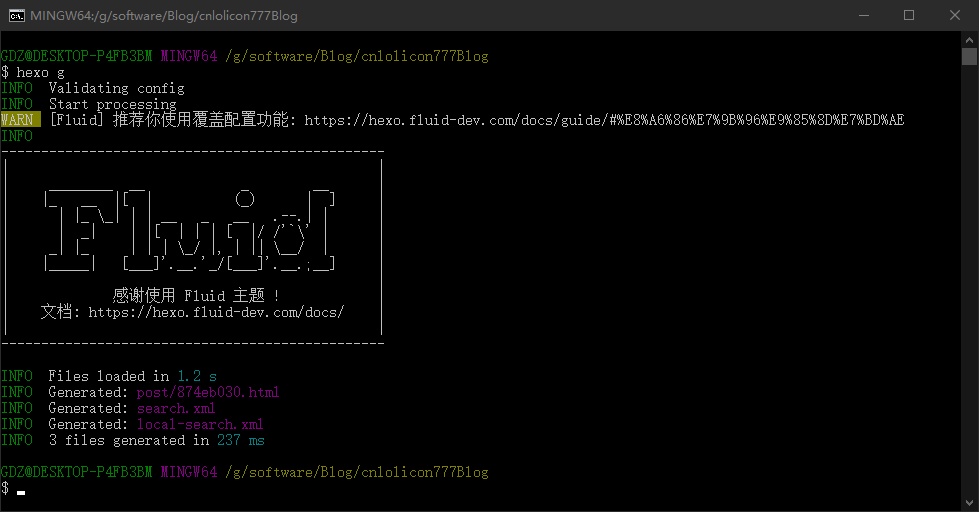 MINGW64:/g/software/Blog/cnlolicon777Blog
GDZ@DESKTOP-P4FB3BM MINGW64 /g/software/Blog/cnlolicon777Blog
$ hexo g
INFO  Validating config
INFO  Start processing
WARN  [Fluid] 推荐你使用覆盖配置功能: https://hexo.fluid-dev.com/docs/guide/#%E8%A6%86%E7%9B%96%E9%85%8D%E7%BD%AE
INFO
Fluid
感谢使用 Fluid 主题 !
文档: https://hexo.fluid-dev.com/docs/
INFO  Files loaded in 1.2 s
INFO  Generated: post/874eb030.html
INFO  Generated: search.xml
INFO  Generated: local-search.xml
INFO  3 files generated in 237 ms
GDZ@DESKTOP-P4FB3BM MINGW64 /g/software/Blog/cnlolicon777Blog
$